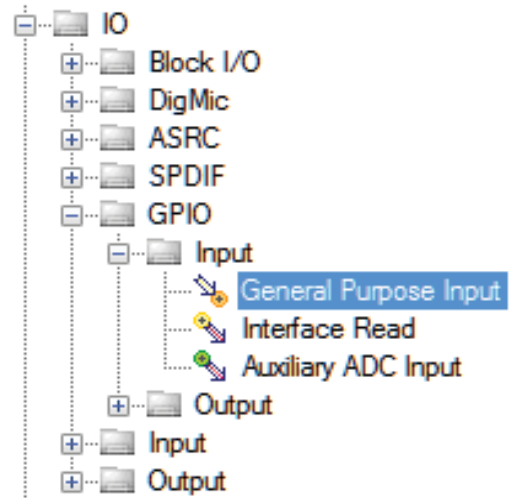 IO
Block I/O
DigMic
ASRC
SPDIF
GPIO
Input
General Purpose Input
Interface Read
Auxiliary ADC Input
Output
Input
Output